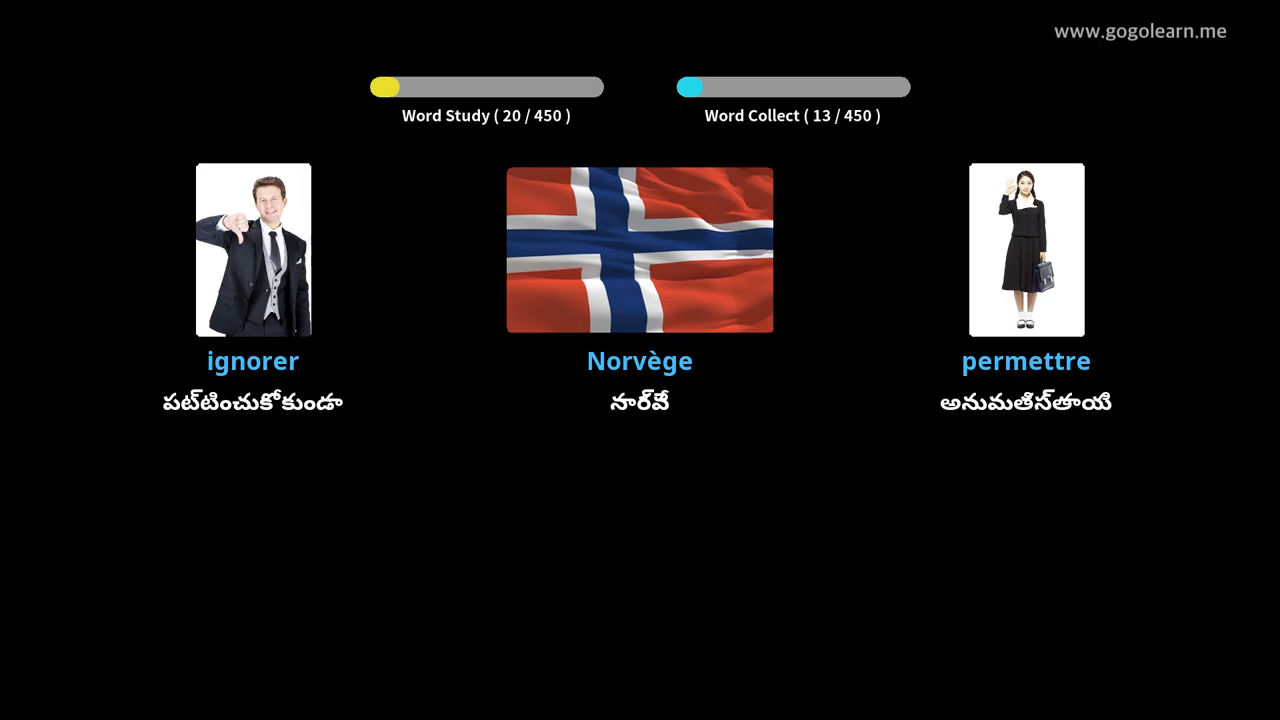 www.gogolearn.me
Word Study ( 20 / 450 )
Word Collect ( 13 / 450 )
ignorer
Norvège
permettre
పట్టించుకోకుండా
నార్వే
అనుమతిస్తాయి